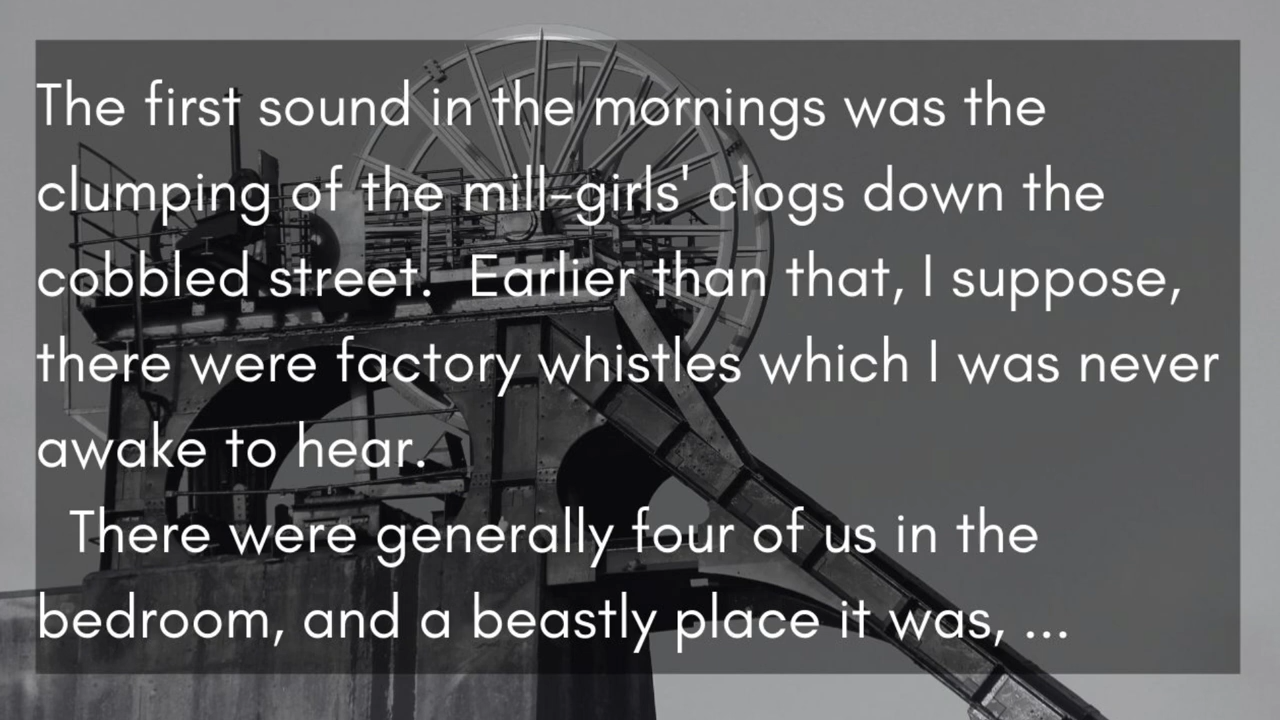 The first sound in the mornings was the
clumping of the mill-girls' clogs down the
cobbled street.  Earlier than that, I suppose,
there were factory whistles which I was never
awake to hear.
There were generally four of us in the
bedroom, and a beastly place it was, ...